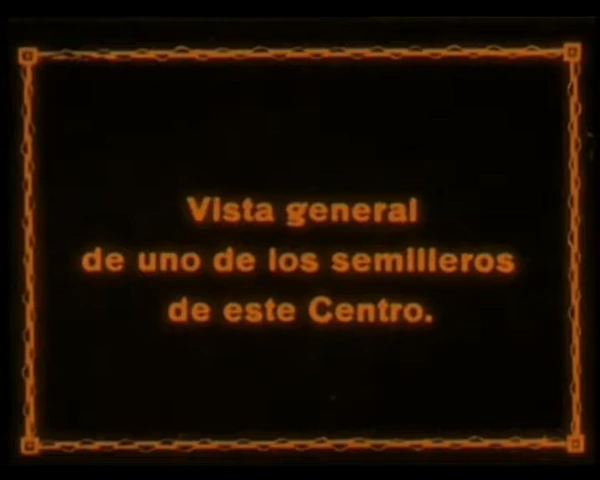 Vista general
de uno de los semilleros
de este Centro.